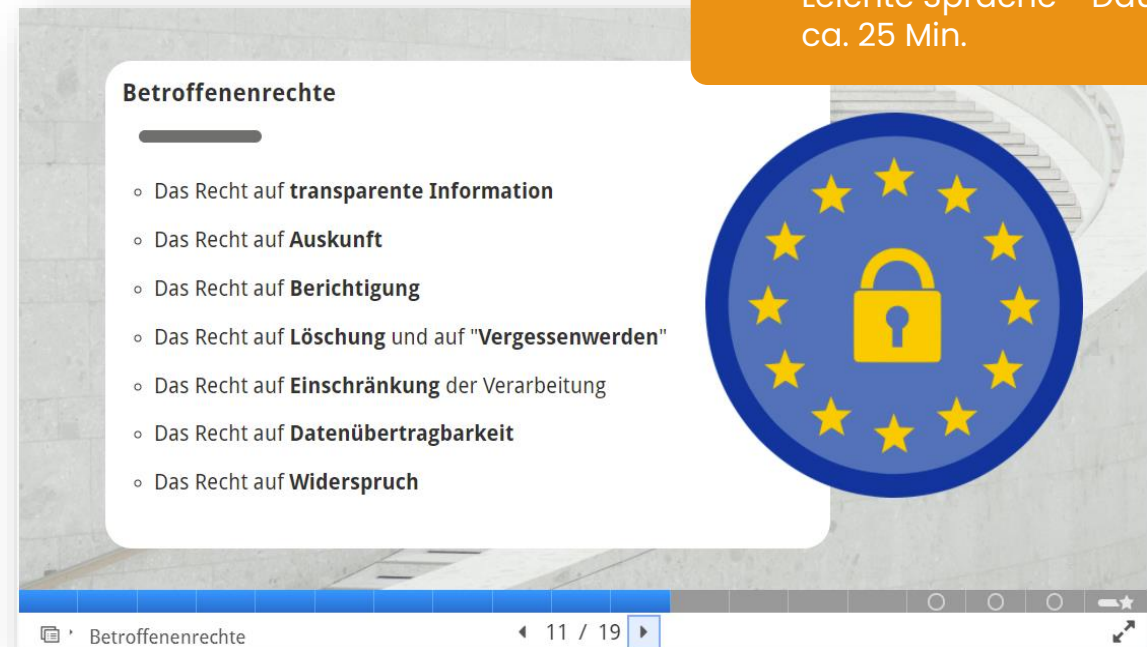 Leichte Sprache –
ca. 25 Min.
Betroffenenrechte
Das Recht auf transparente Information
Das Recht auf Auskunft
Das Recht auf Berichtigung
Das Recht auf Löschung und auf "Vergessenwerden"
Das Recht auf Einschränkung der Verarbeitung
Das Recht auf Datenübertragbarkeit
Das Recht auf Widerspruch
Betroffenenrechte
11 / 19